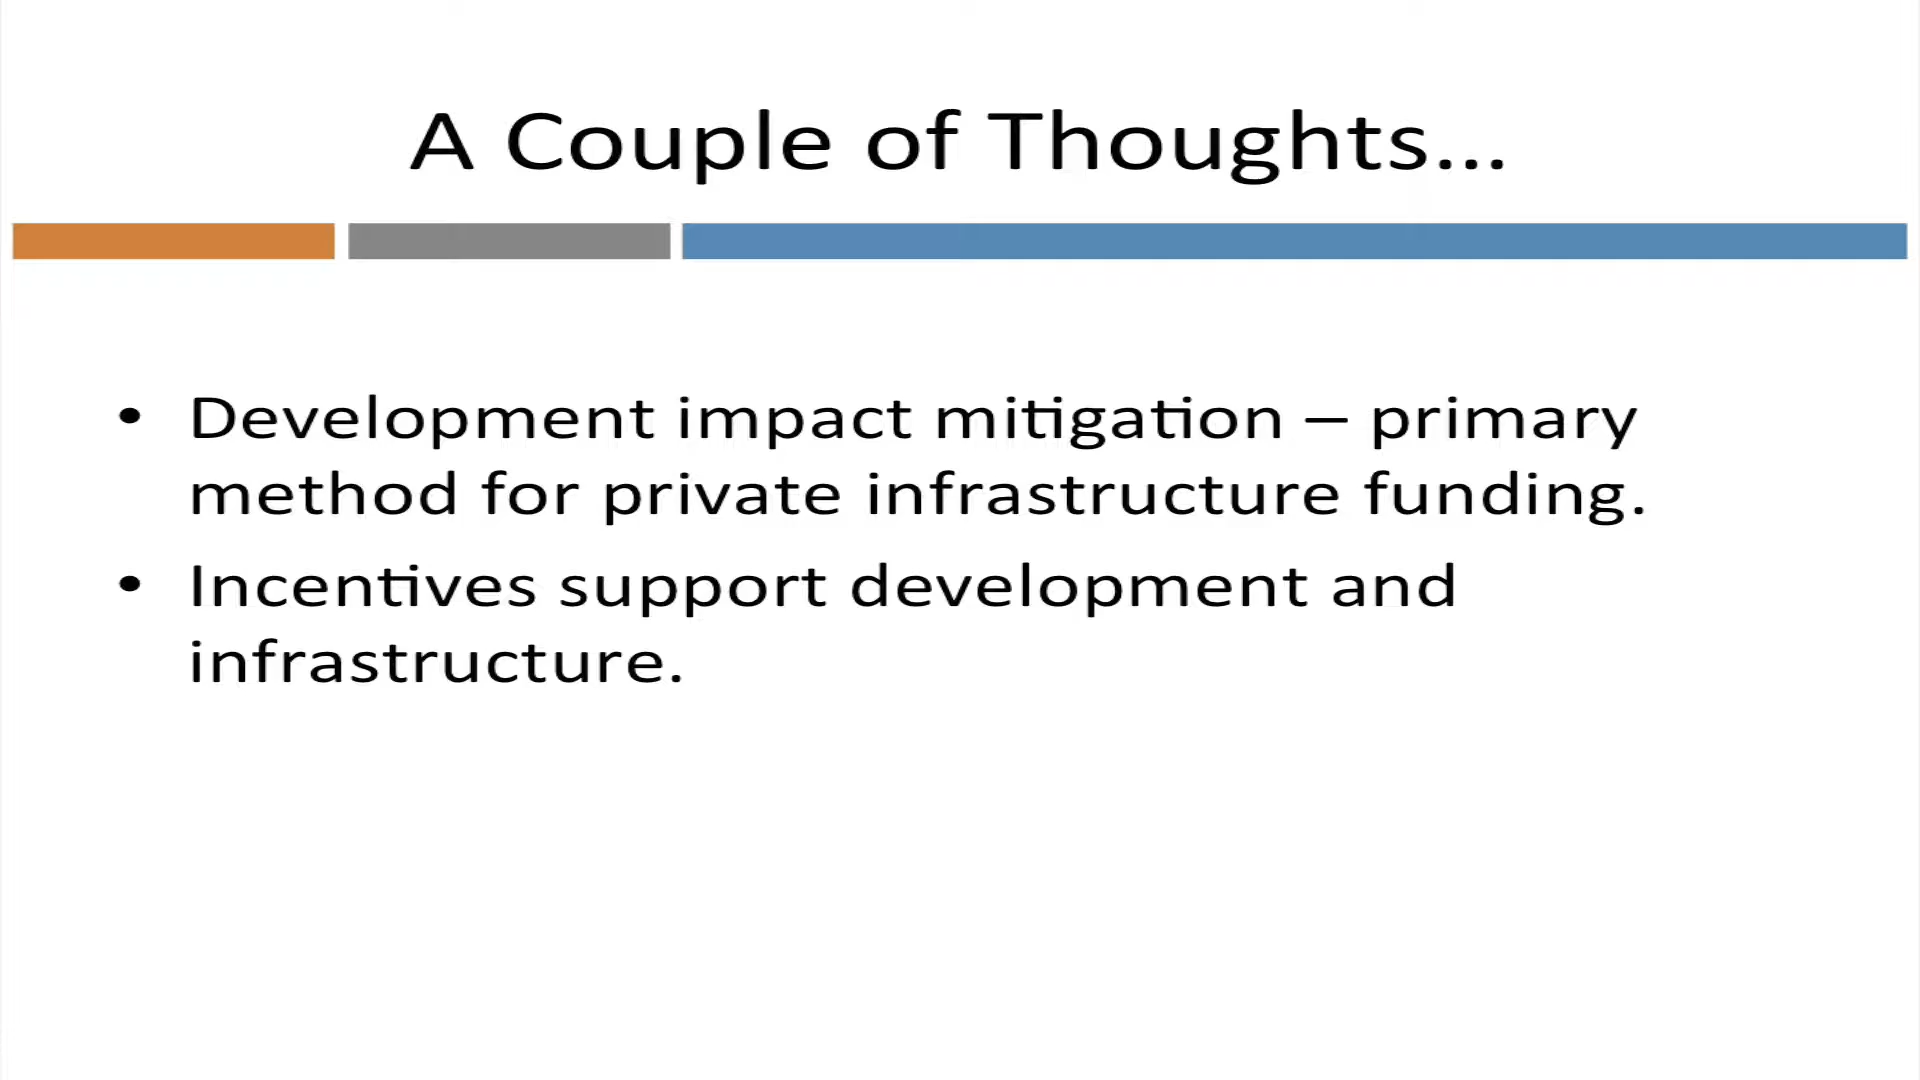 A Couple of Thoughts...
• Development impact mitigation – primary
method for private infrastructure funding.
• Incentives support development and
infrastructure.